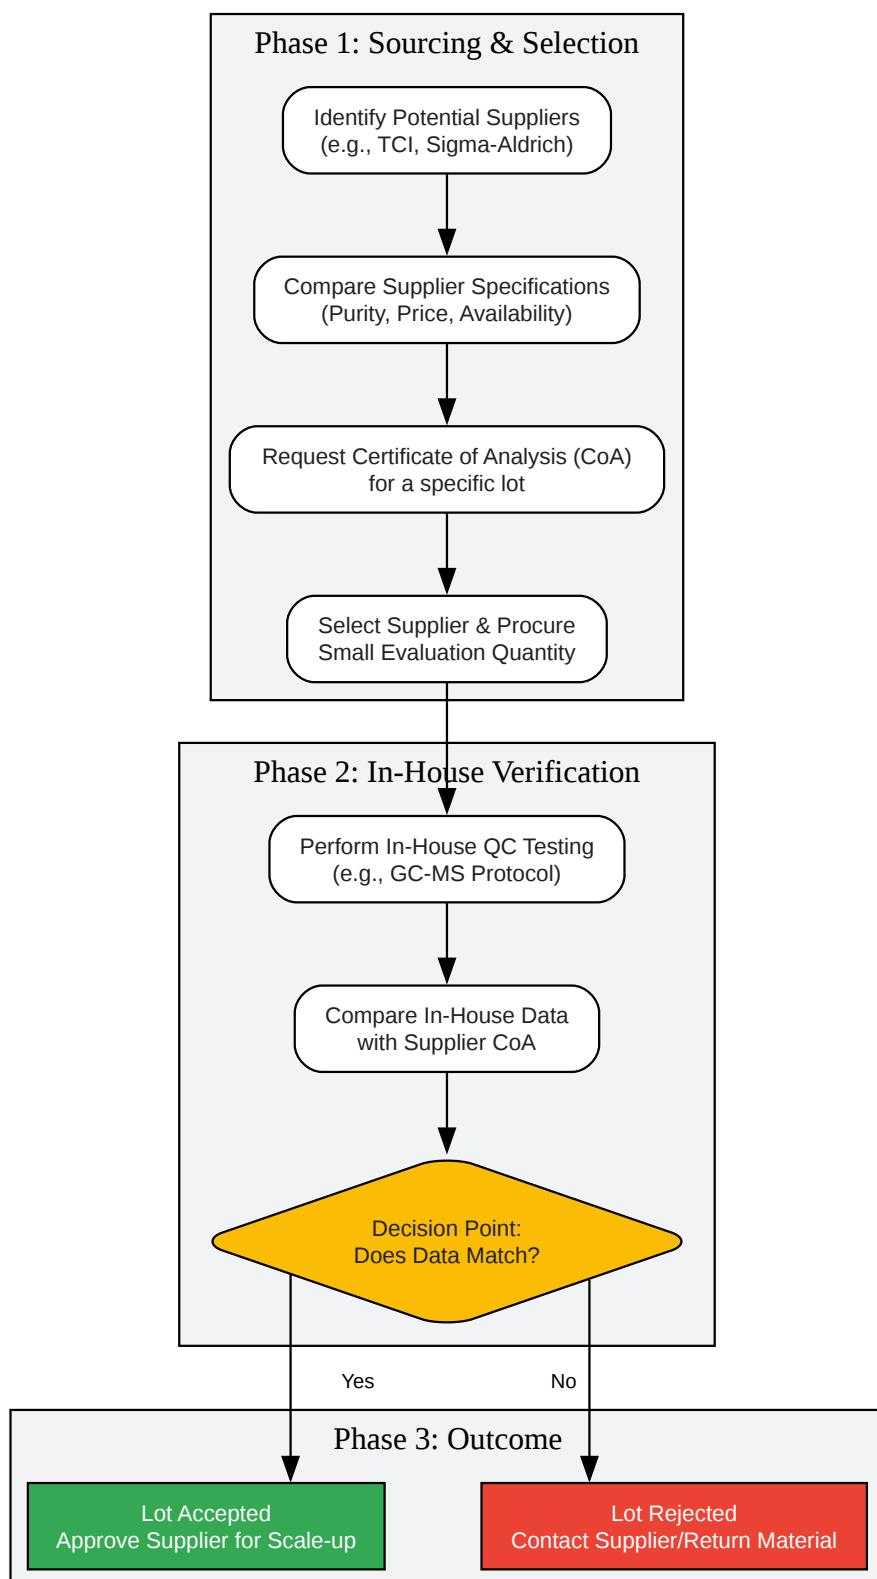 Phase 1: Sourcing & Selection
Identify Potential Suppliers
(e.g., TCI, Sigma-Aldrich)
Compare Supplier Specifications
(Purity, Price, Availability)
Request Certificate of Analysis (CoA)
for a specific lot
Select Supplier & Procure
Small Evaluation Quantity
Phase 2: In-House Verification
Perform In-House QC Testing
(e.g., GC-MS Protocol)
Compare In-House Data
with Supplier CoA
Decision Point:
Does Data Match?
Yes
No
Phase 3: Outcome
Lot Accepted
Approve Supplier for Scale-up
Lot Rejected
Contact Supplier/Return Material